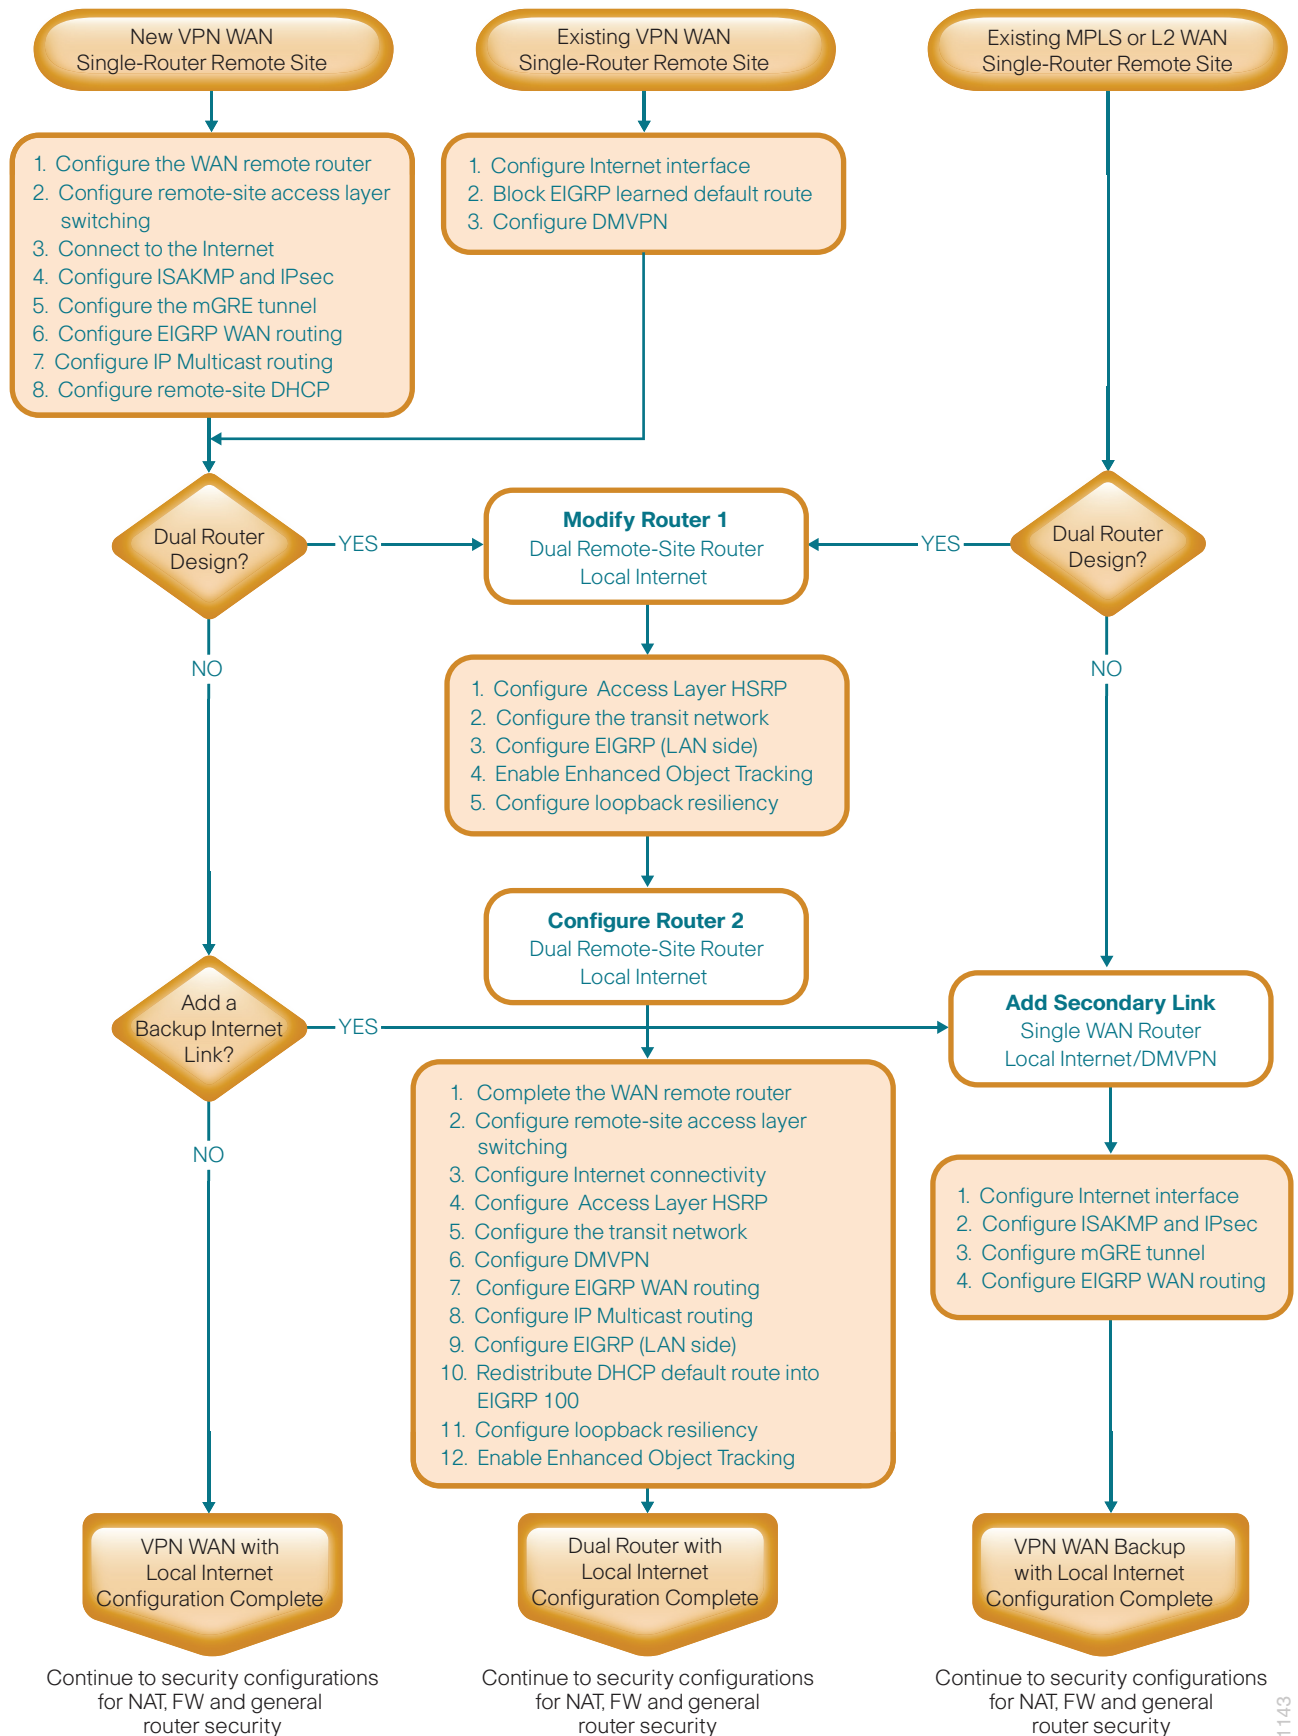 New VPN WAN
Single-Router Remote Site
Existing VPN WAN
Single-Router Remote Site
Existing MPLS or L2 WAN
Single-Router Remote Site
1. Configure the WAN remote router
2. Configure remote-site access layer
switching
3. Connect to the Internet
4. Configure ISAKMP and IPsec
5. Configure the mGRE tunnel
6. Configure EIGRP WAN routing
7. Configure IP Multicast routing
8. Configure remote-site DHCP
1. Configure Internet interface
2. Block EIGRP learned default route
3. Configure DMVPN
Dual Router
Design?
YES
Modify Router 1
Dual Remote-Site Router
Local Internet
YES
Dual Router
Design?
NO
NO
1. Configure Access Layer HSRP
2. Configure the transit network
3. Configure EIGRP (LAN side)
4. Enable Enhanced Object Tracking
5. Configure loopback resiliency
Configure Router 2
Dual Remote-Site Router
Local Internet
Add a
Backup Internet
Link?
YES
Add Secondary Link
Single WAN Router
Local Internet/DMVPN
NO
1. Complete the WAN remote router
2. Configure remote-site access layer
switching
3. Configure Internet connectivity
4. Configure Access Layer HSRP
5. Configure the transit network
6. Configure DMVPN
7. Configure EIGRP WAN routing
8. Configure IP Multicast routing
9. Configure EIGRP (LAN side)
10. Redistribute DHCP default route into
EIGRP 100
11. Configure loopback resiliency
12. Enable Enhanced Object Tracking
1. Configure Internet interface
2. Configure ISAKMP and IPsec
3. Configure mGRE tunnel
4. Configure EIGRP WAN routing
VPN WAN with
Local Internet
Configuration Complete
Dual Router with
Local Internet
Configuration Complete
VPN WAN Backup
with Local Internet
Configuration Complete
Continue to security configurations
for NAT, FW and general
router security
Continue to security configurations
for NAT, FW and general
router security
Continue to security configurations
for NAT, FW and general
router security
1143